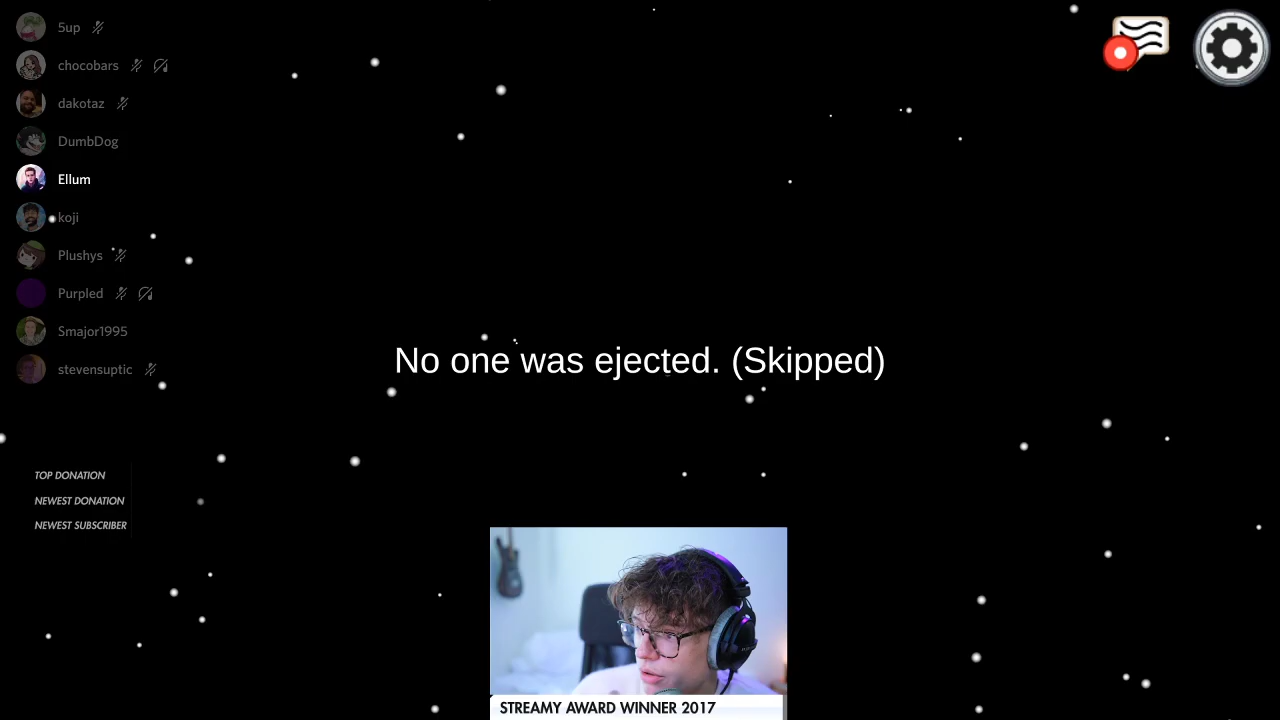 5up
chocobars
dakotaz
DumbDog
Ellum
koji
Plushys
Purpled
Smajor1995
stevensuptic
No one was ejected. (Skipped)
TOP DONATION
NEWEST DONATION
NEWEST SUBSCRIBER
STREAMY AWARD WINNER 2017